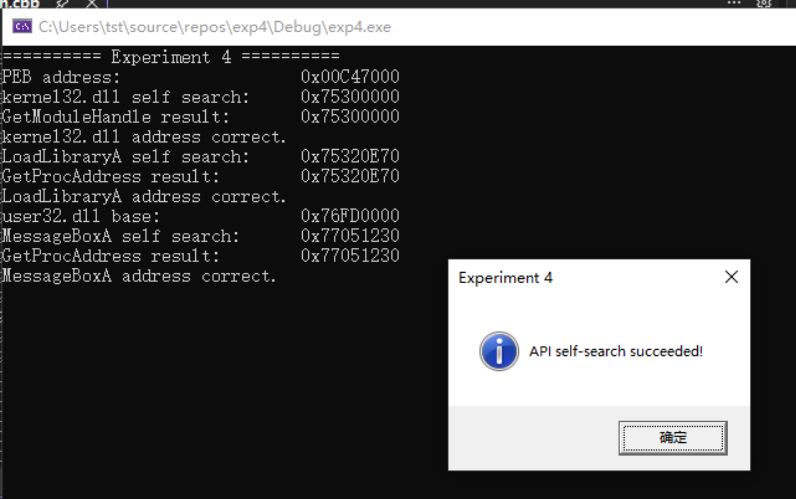 n.cpp
C:\Users\tst\source\repos\exp4\Debug\exp4.exe
========== Experiment 4 ==========
PEB address: 0x00C47000
kernel32.dll self search: 0x75300000
GetModuleHandle result: 0x75300000
kernel32.dll address correct.
LoadLibraryA self search: 0x75320E70
GetProcAddress result: 0x75320E70
LoadLibraryA address correct.
user32.dll base: 0x76FD0000
MessageBoxA self search: 0x77051230
GetProcAddress result: 0x77051230
MessageBoxA address correct.
Experiment 4
API self-search succeeded!
确定